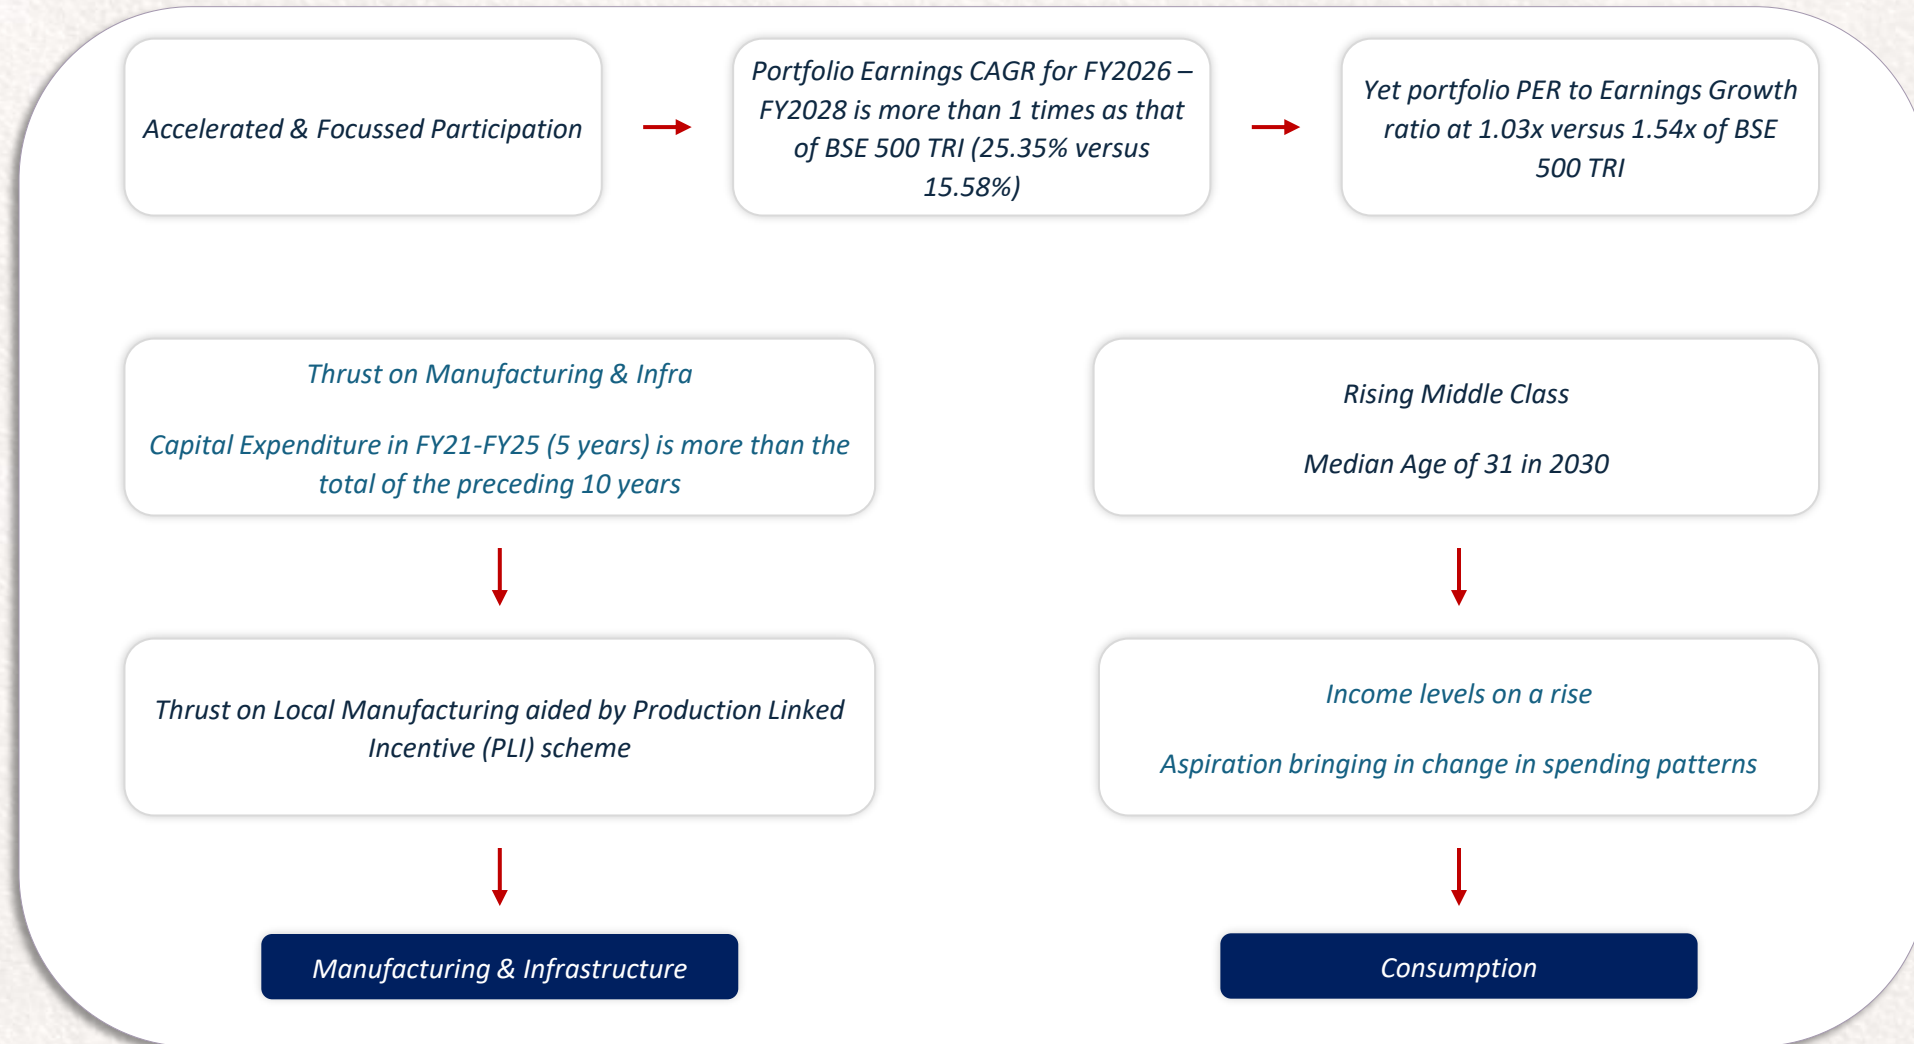 Accelerated & Focussed Participation
Portfolio Earnings CAGR for FY2026 –
FY2028 is more than 1 times as that
of BSE 500 TRI (25.35% versus
15.58%)
Yet portfolio PER to Earnings Growth
ratio at 1.03x versus 1.54x of BSE
500 TRI
Thrust on Manufacturing & Infra
Capital Expenditure in FY21-FY25 (5 years) is more than the
total of the preceding 10 years
Rising Middle Class
Median Age of 31 in 2030
Thrust on Local Manufacturing aided by Production Linked
Incentive (PLI) scheme
Income levels on a rise
Aspiration bringing in change in spending patterns
Manufacturing & Infrastructure
Consumption